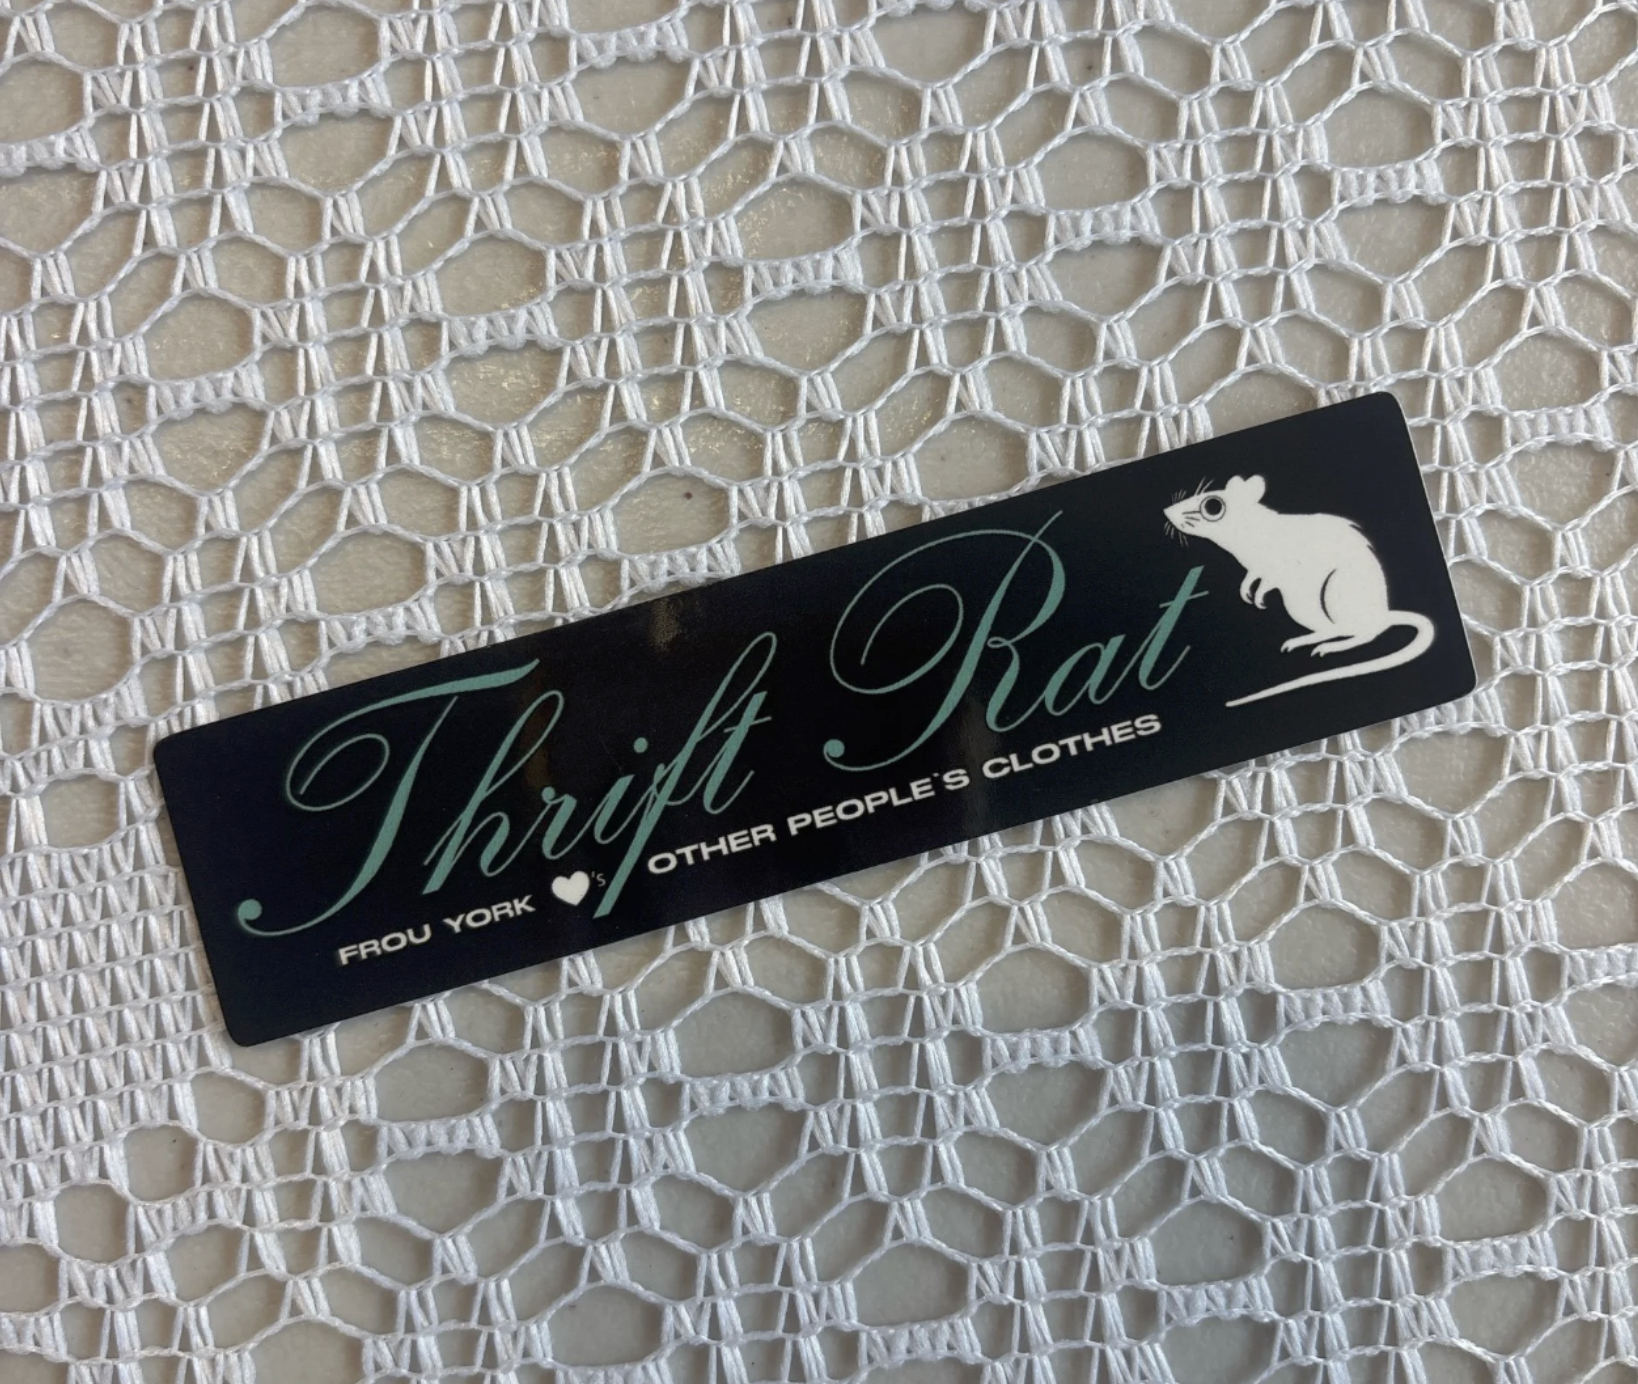 Thrift Rat
FROU YORK ♥'s OTHER PEOPLE'S CLOTHES